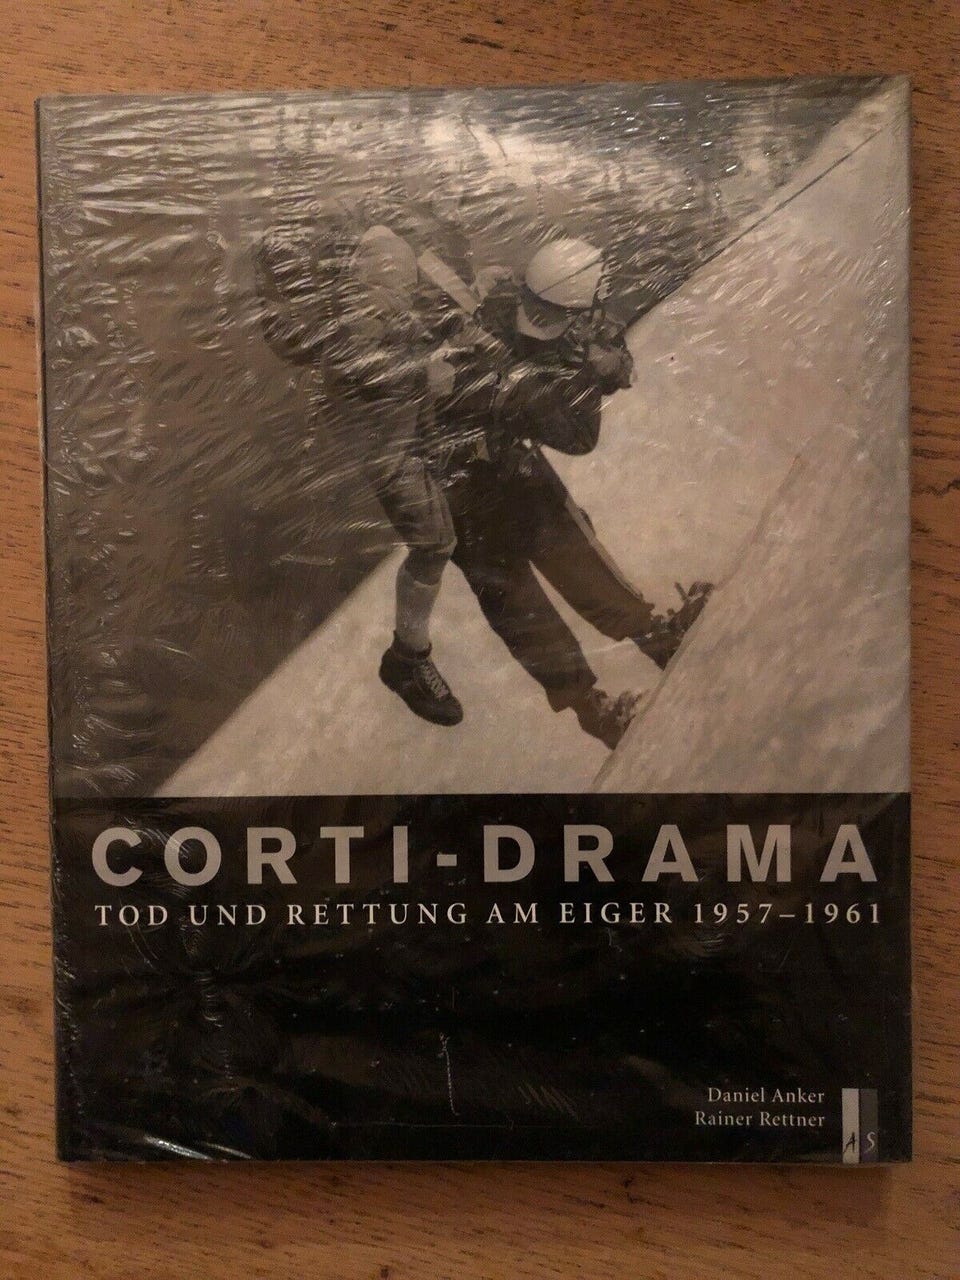 CORTI-DRAMA
TOD UND RETTUNG AM EIGER 1957–1961
Daniel Anker
Rainer Rettner
AS